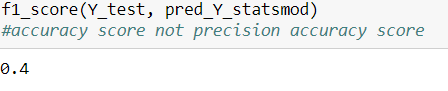 f1_score(Y_test, pred_Y_statsmod)
#accuracy score not precision accuracy score
0.4